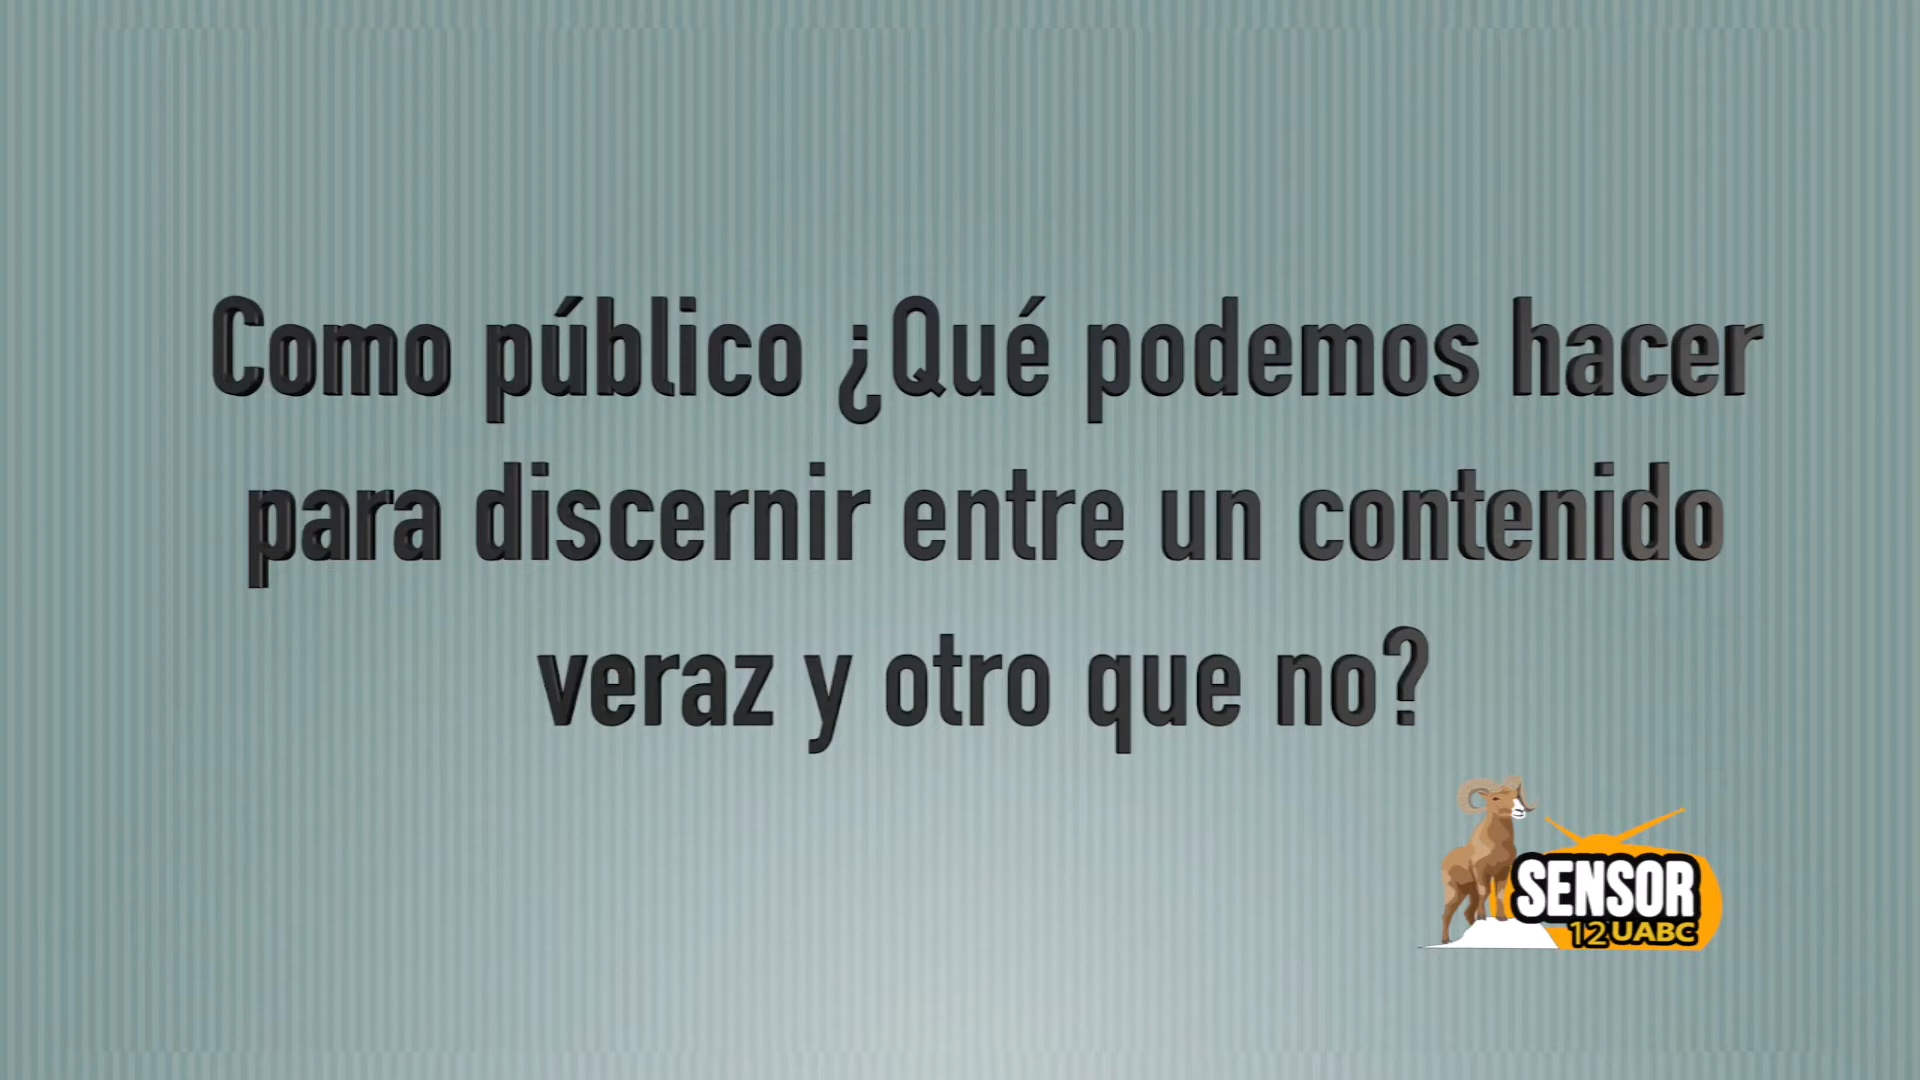 Como público ¿Qué podemos hacer
para discernir entre un contenido
veraz y otro que no?
SENSOR
12 UABC